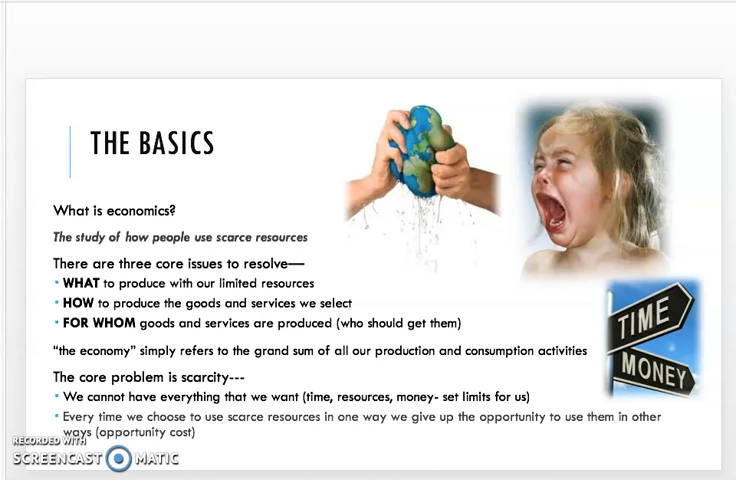 THE BASICS
What is economics?
The study of how people use scarce resources
There are three core issues to resolve—
WHAT to produce with our limited resources
HOW to produce the goods and services we select
FOR WHOM goods and services are produced (who should get them)
“the economy” simply refers to the grand sum of all our production and consumption activities
The core problem is scarcity---
We cannot have everything that we want (time, resources, money- set limits for us)
Every time we choose to use scarce resources in one way we give up the opportunity to use them in other
ways (opportunity cost)
TIME
MONEY
RECORDED WITH
SCREENCAST MATIC